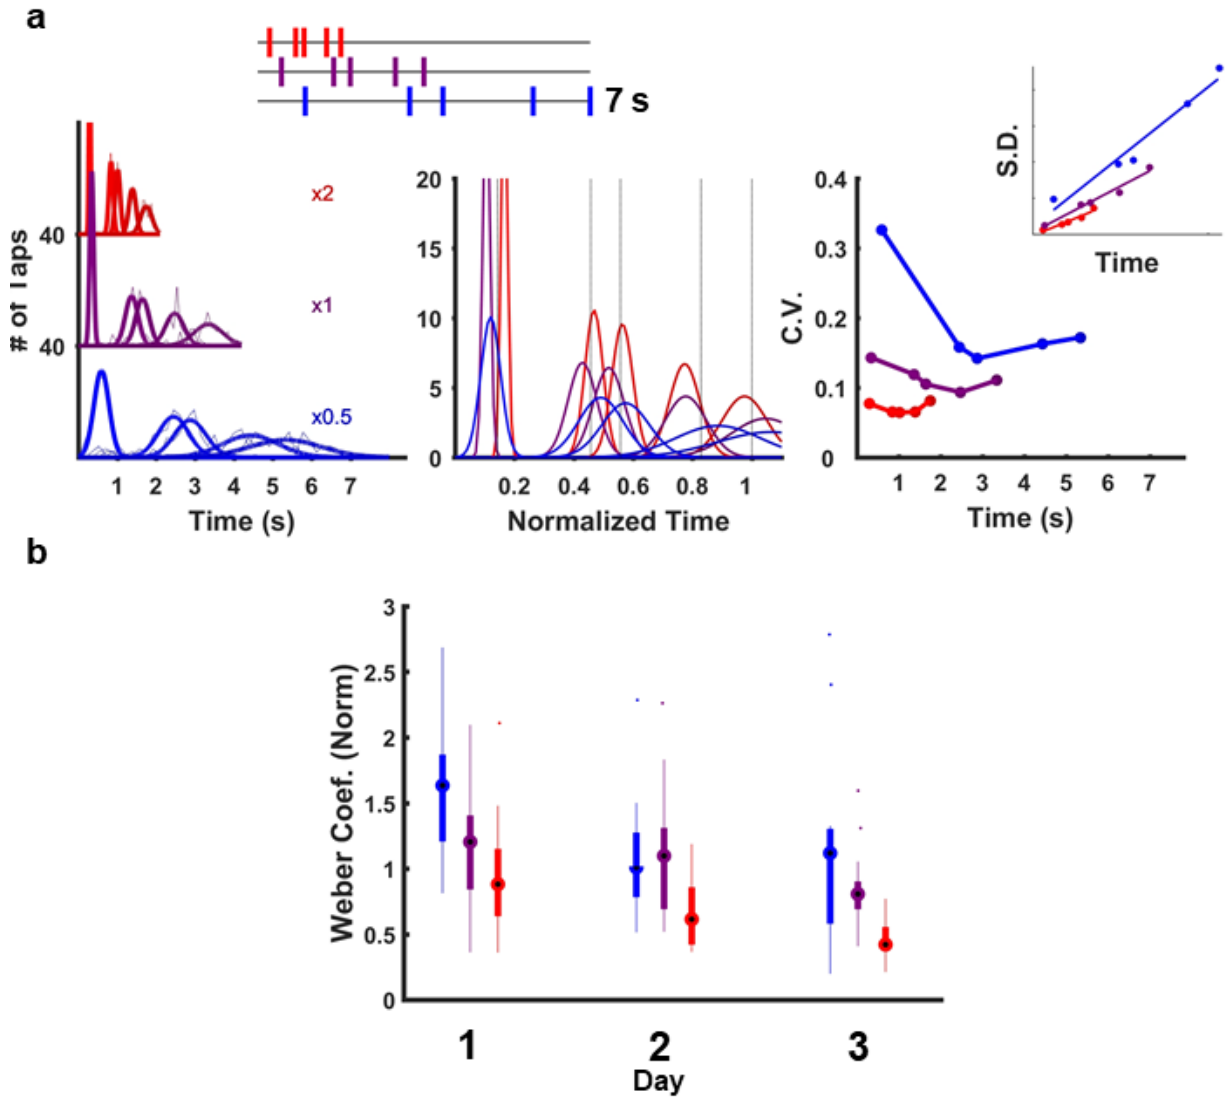 a
7 s
x2
40
x1
40
x0.5
# of Taps
1 2 3 4 5 6 7
Time (s)
20
15
10
5
0
0.2 0.4 0.6 0.8 1
Normalized Time
0.4
0.3
0.2
0.1
0
C.V.
1 2 3 4 5 6 7
Time (s)
S.D.
Time
b
3
2.5
2
1.5
1
0.5
0
Weber Coef. (Norm)
1 2 3
Day